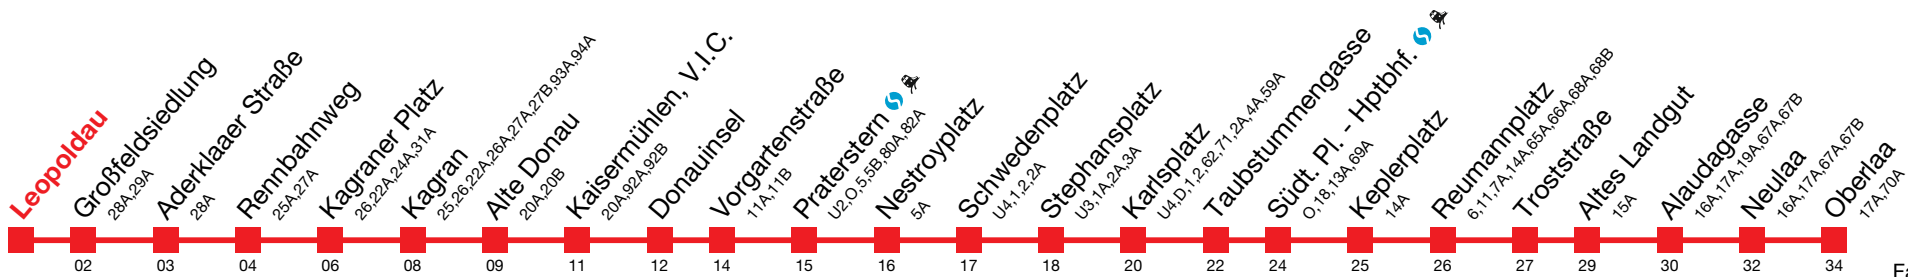 Leopoldau
Großfeldsiedlung
28A,29A
Aderklaaer Straße
28A
Rennbahnweg
25A,27A
Kagraner Platz
26,22A,24A,31A
Kagran
25,26,22A,26A,27A,27B,93A,94A
Alte Donau
20A,20B
Kaisermühlen, V.I.C.
20A,92A,92B
Donauinsel
Vorgartenstraße
11A,11B
Praterstern
U2,O,5,5B,80A,82A
Nestroyplatz
5A
Schwedenplatz
U4,1,2,2A
Stephansplatz
U3,1A,2A,3A
Karlsplatz
U4,D,1,2,62,71,2A,4A,59A
Taubstummengasse
Südt. Pl. - Hptbhf.
O,18,13A,69A
Keplerplatz
14A
Reumannplatz
6,11,7A,14A,65A,66A,68A,68B
Troststraße
Altes Landgut
15A
Alaudagasse
16A,17A,19A,67A,67B
Neulaa
16A,17A,67A,67B
Oberlaa
17A,70A
02 03 04 06 08 09 11 12 14 15 16 17 18 20 22 24 25 26 27 29 30 32 34